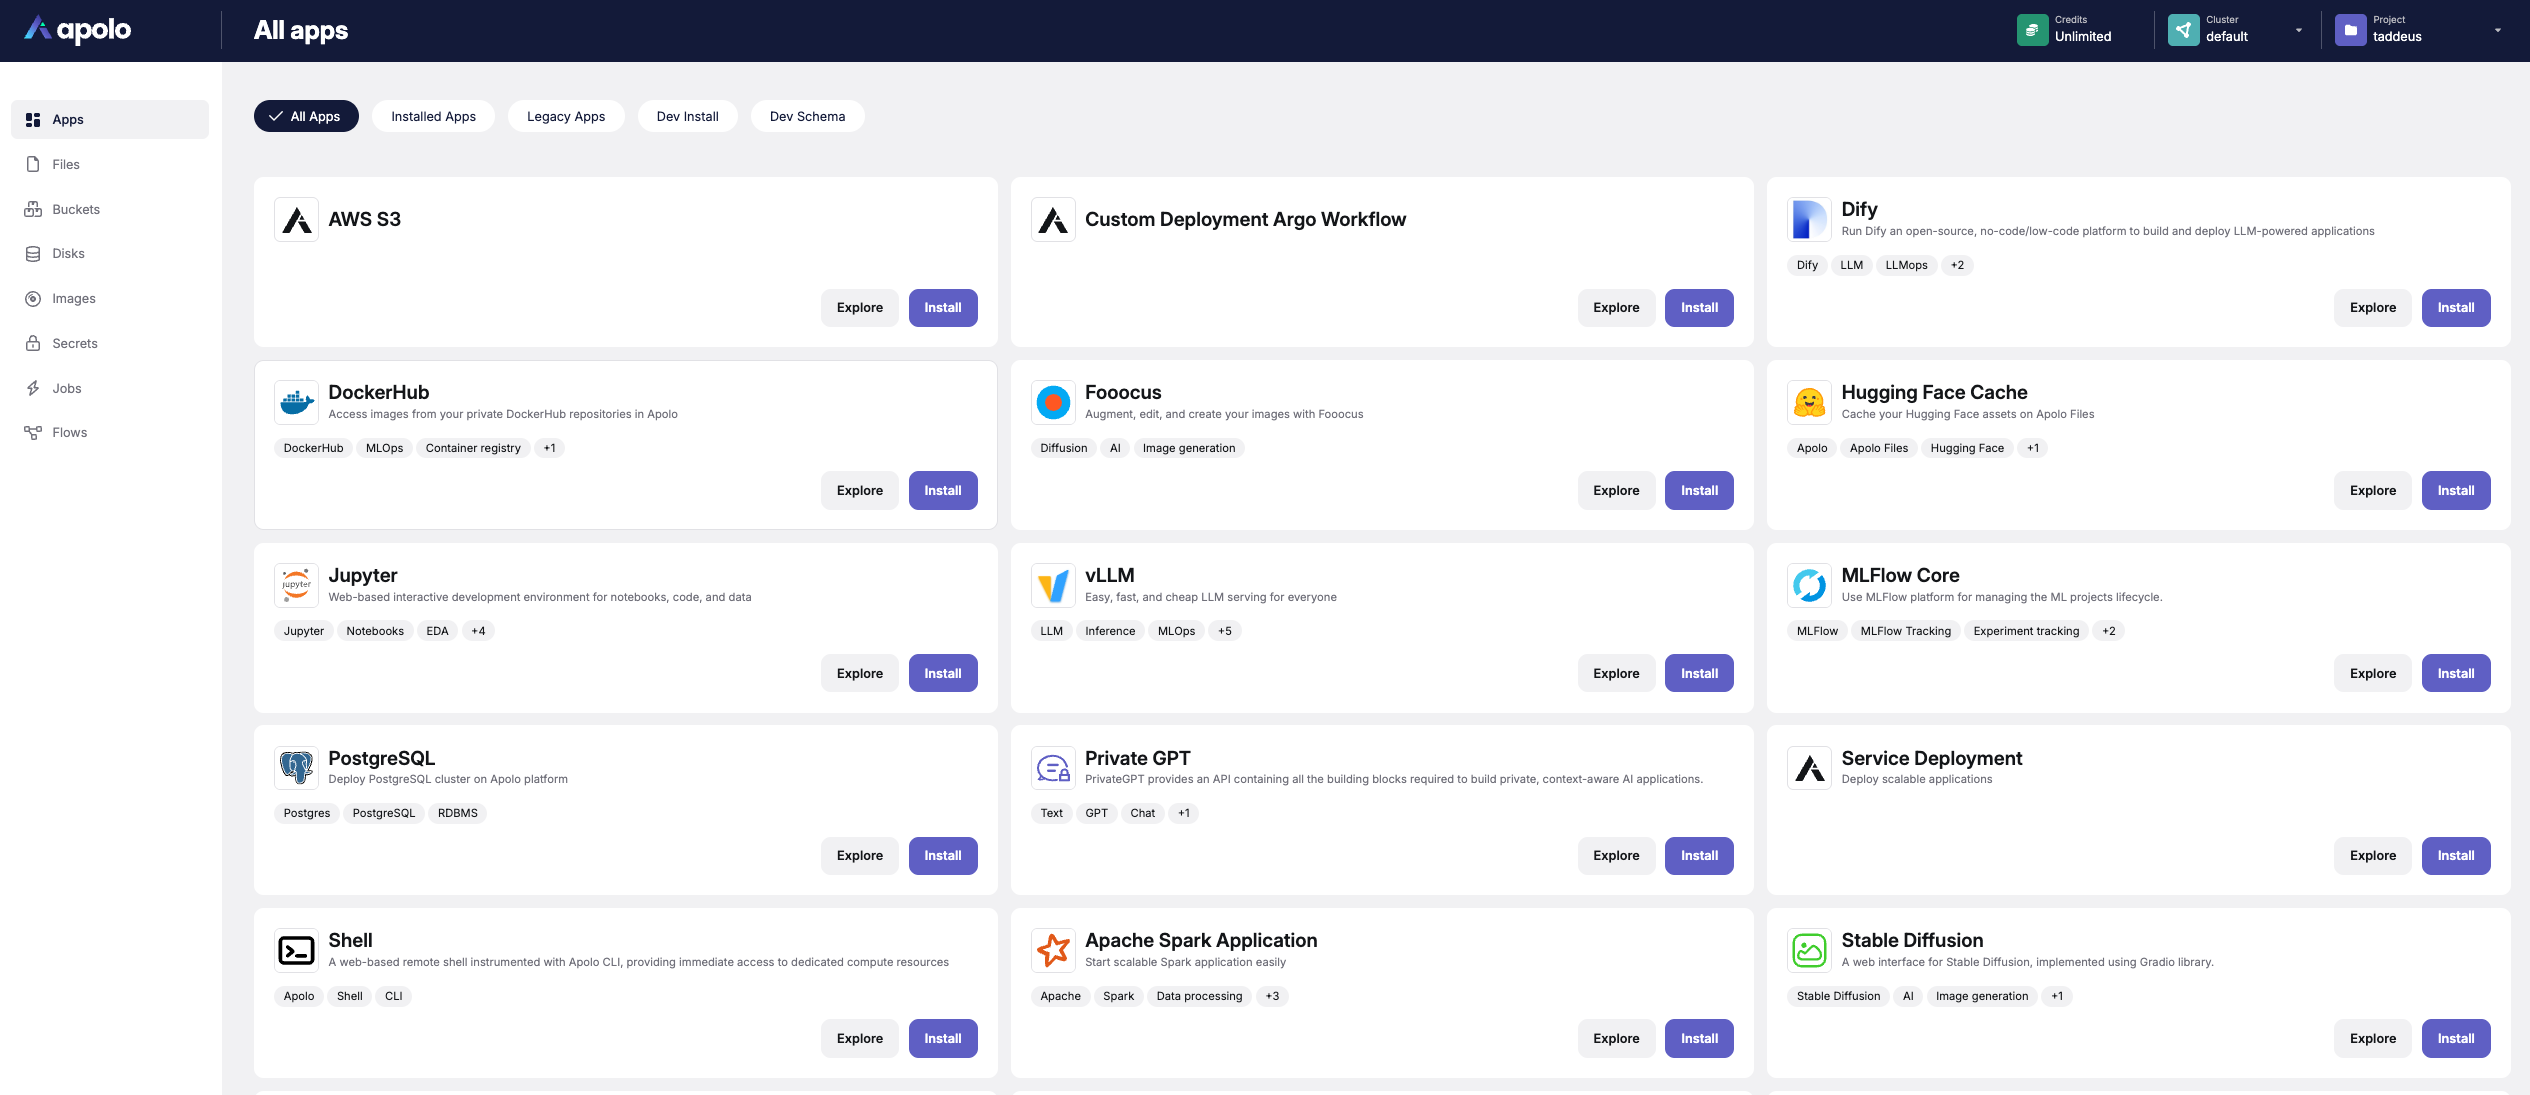 apolo
All apps
Credits
Unlimited
Cluster
default
Project
taddeus
Apps
Files
Buckets
Disks
Images
Secrets
Jobs
Flows
All Apps
Installed Apps
Legacy Apps
Dev Install
Dev Schema
AWS S3
Explore
Install
Custom Deployment Argo Workflow
Explore
Install
Dify
Run Dify an open-source, no-code/low-code platform to build and deploy LLM-powered applications
Dify LLM LLMops +2
Explore
Install
DockerHub
Access images from your private DockerHub repositories in Apolo
DockerHub MLOps Container registry +1
Explore
Install
Fooocus
Augment, edit, and create your images with Fooocus
Diffusion AI Image generation
Explore
Install
Hugging Face Cache
Cache your Hugging Face assets on Apolo Files
Apolo Apolo Files Hugging Face +1
Explore
Install
jupyter
Jupyter
Web-based interactive development environment for notebooks, code, and data
Jupyter Notebooks EDA +4
Explore
Install
vLLM
Easy, fast, and cheap LLM serving for everyone
LLM Inference MLOps +5
Explore
Install
MLFlow Core
Use MLFlow platform for managing the ML projects lifecycle.
MLFlow MLFlow Tracking Experiment tracking +2
Explore
Install
PostgreSQL
Deploy PostgreSQL cluster on Apolo platform
Postgres PostgreSQL RDBMS
Explore
Install
Private GPT
PrivateGPT provides an API containing all the building blocks required to build private, context-aware AI applications.
Text GPT Chat +1
Explore
Install
Service Deployment
Deploy scalable applications
Explore
Install
Shell
A web-based remote shell instrumented with Apolo CLI, providing immediate access to dedicated compute resources
Apolo Shell CLI
Explore
Install
Apache Spark Application
Start scalable Spark application easily
Apache Spark Data processing +3
Explore
Install
Stable Diffusion
A web interface for Stable Diffusion, implemented using Gradio library.
Stable Diffusion AI Image generation +1
Explore
Install